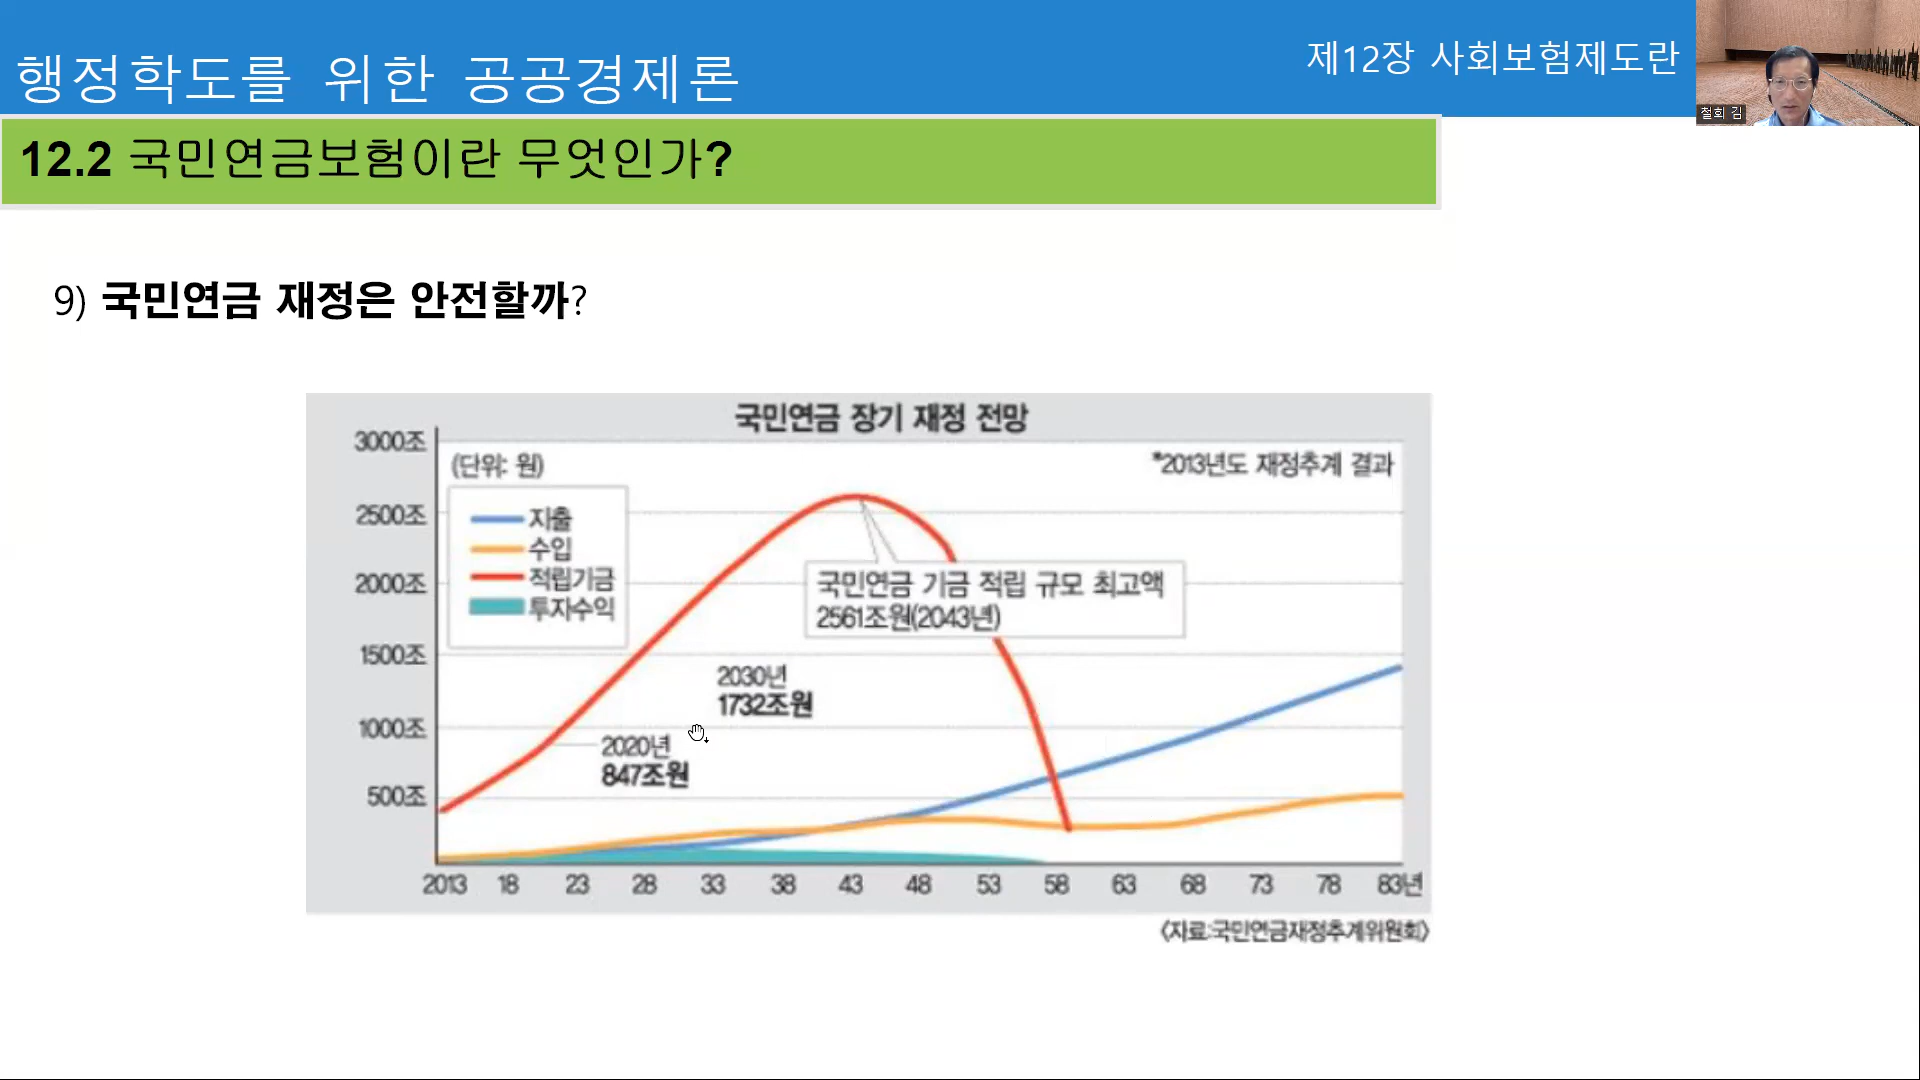 행정학도를 위한 공공경제론
제12장 사회보험제도란
철희 김
12.2 국민연금보험이란 무엇인가?
9) 국민연금 재정은 안전할까?
국민연금 장기 재정 전망
(단위: 원)
*2013년도 재정추계 결과
3000조
2500조
2000조
1500조
1000조
500조
지출
수입
적립기금
투자수익
국민연금 기금 적립 규모 최고액
2561조원(2043년)
2030년
1732조원
2020년
847조원
2013 18 23 28 33 38 43 48 53 58 63 68 73 78 83년
〈자료:국민연금재정추계위원회〉